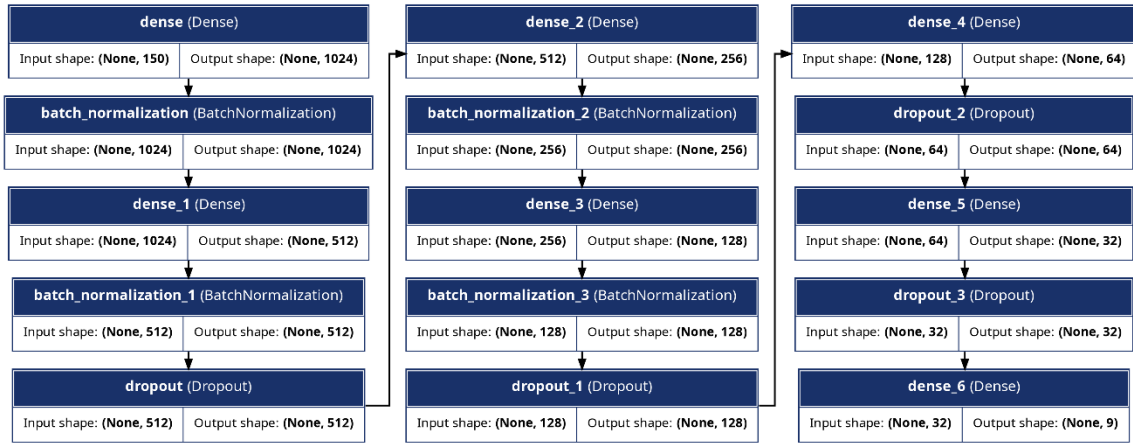 dense (Dense)
Input shape: (None, 150) Output shape: (None, 1024)
batch_normalization (BatchNormalization)
Input shape: (None, 1024) Output shape: (None, 1024)
dense_1 (Dense)
Input shape: (None, 1024) Output shape: (None, 512)
batch_normalization_1 (BatchNormalization)
Input shape: (None, 512) Output shape: (None, 512)
dropout (Dropout)
Input shape: (None, 512) Output shape: (None, 512)
dense_2 (Dense)
Input shape: (None, 512) Output shape: (None, 256)
batch_normalization_2 (BatchNormalization)
Input shape: (None, 256) Output shape: (None, 256)
dense_3 (Dense)
Input shape: (None, 256) Output shape: (None, 128)
batch_normalization_3 (BatchNormalization)
Input shape: (None, 128) Output shape: (None, 128)
dropout_1 (Dropout)
Input shape: (None, 128) Output shape: (None, 128)
dense_4 (Dense)
Input shape: (None, 128) Output shape: (None, 64)
dropout_2 (Dropout)
Input shape: (None, 64) Output shape: (None, 64)
dense_5 (Dense)
Input shape: (None, 64) Output shape: (None, 32)
dropout_3 (Dropout)
Input shape: (None, 32) Output shape: (None, 32)
dense_6 (Dense)
Input shape: (None, 32) Output shape: (None, 9)